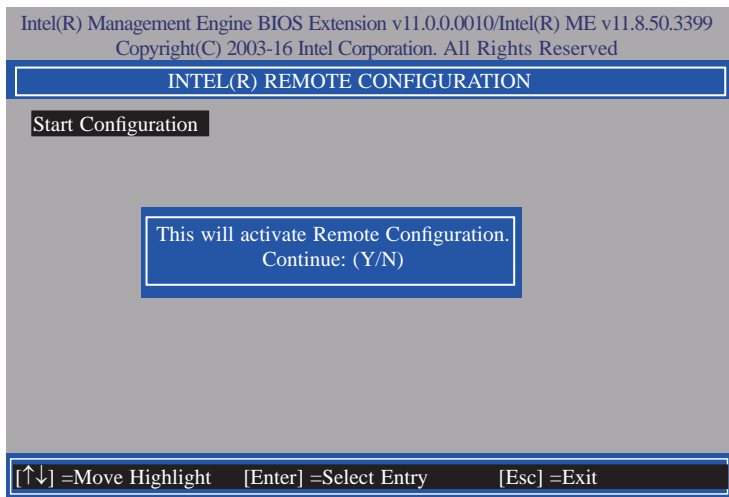 Intel(R) Management Engine BIOS Extension v11.0.0.0010/Intel(R) ME v11.8.50.3399
Copyright(C) 2003-16 Intel Corporation. All Rights Reserved
INTEL(R) REMOTE CONFIGURATION
Start Configuration
This will activate Remote Configuration.
Continue: (Y/N)
[↑↓] =Move Highlight [Enter] =Select Entry [Esc] =Exit